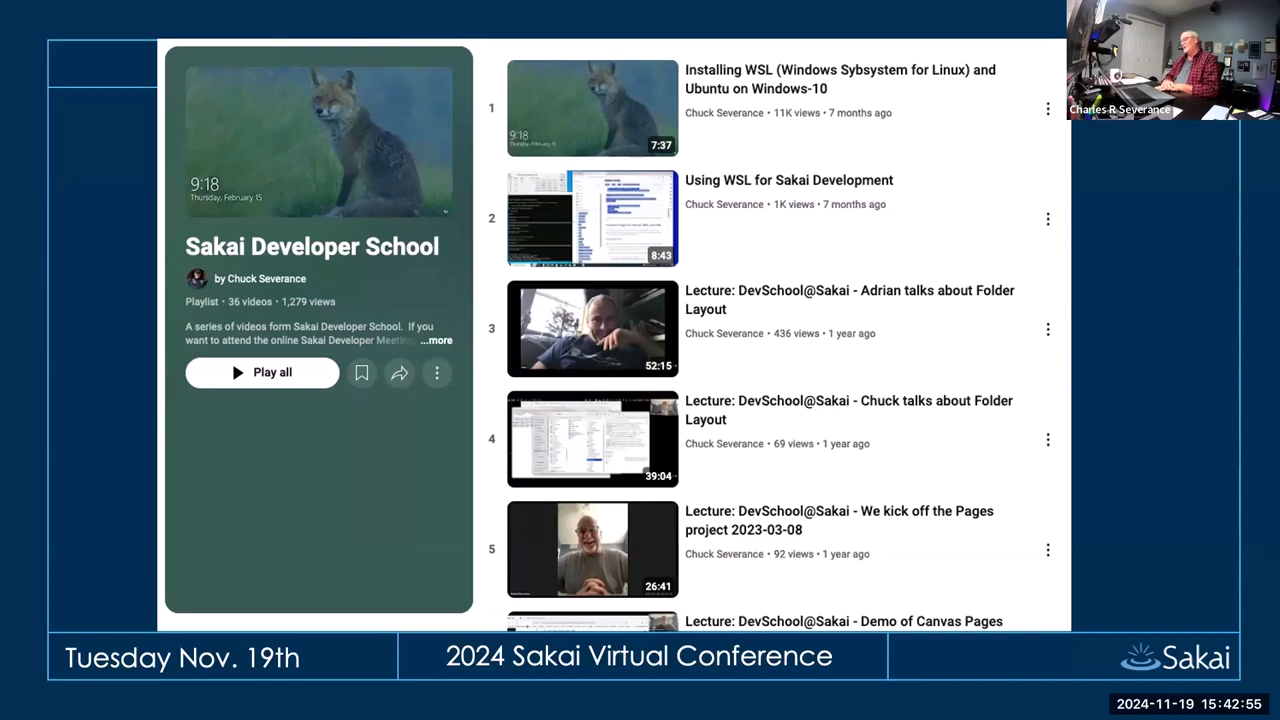 9:18
Thursday, February 15
Sakai Developer School
by Chuck Severance
Playlist • 36 videos • 1,279 views
A series of videos form Sakai Developer School. If you
want to attend the online Sakai Developer Meeting ...more
Play all
1
9:18
Thursday, February 15
7:37
Installing WSL (Windows Sybsystem for Linux) and
Ubuntu on Windows-10
Chuck Severance • 11K views • 7 months ago
2
8:43
Using WSL for Sakai Development
Chuck Severance • 1K views • 7 months ago
3
52:15
Lecture: DevSchool@Sakai - Adrian talks about Folder
Layout
Chuck Severance • 436 views • 1 year ago
4
39:04
Lecture: DevSchool@Sakai - Chuck talks about Folder
Layout
Chuck Severance • 69 views • 1 year ago
5
26:41
Lecture: DevSchool@Sakai - We kick off the Pages
project 2023-03-08
Chuck Severance • 92 views • 1 year ago
Lecture: DevSchool@Sakai - Demo of Canvas Pages
Charles R Severance
Tuesday Nov. 19th
2024 Sakai Virtual Conference
Sakai
2024-11-19 15:42:55